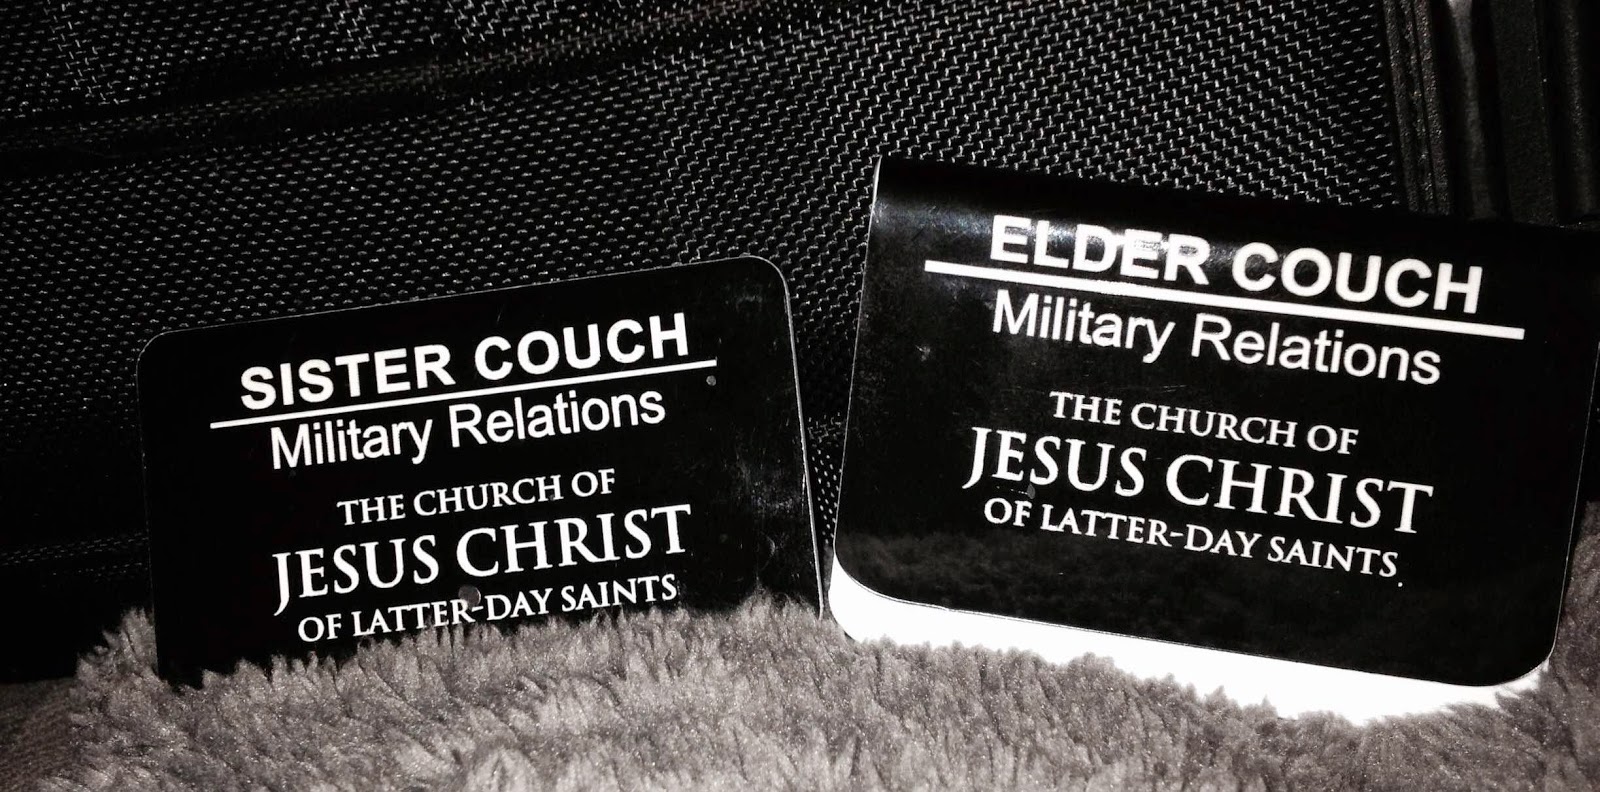 SISTER COUCH
Military Relations
THE CHURCH OF
JESUS CHRIST
OF LATTER-DAY SAINTS
ELDER COUCH
Military Relations
THE CHURCH OF
JESUS CHRIST
OF LATTER-DAY SAINTS